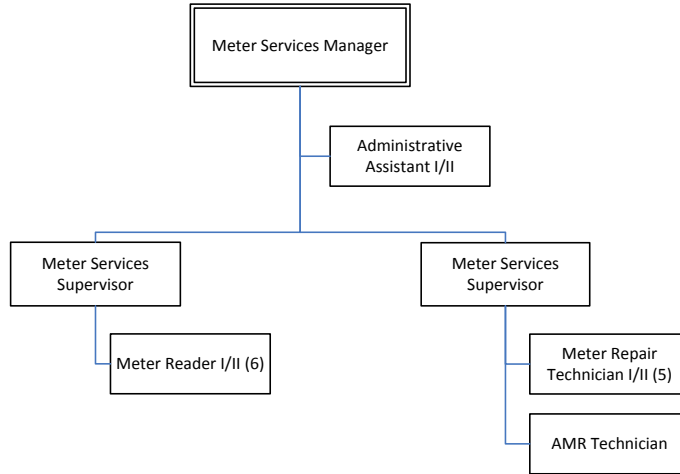 Meter Services Manager
Administrative
Assistant I/II
Meter Services
Supervisor
Meter Services
Supervisor
Meter Reader I/II (6)
Meter Repair
Technician I/II (5)
AMR Technician